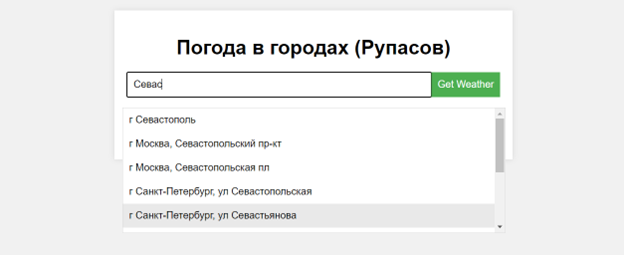 Погода в городах (Рупасов)
Севас
Get Weather
г Севастополь
г Москва, Севастопольский пр-кт
г Москва, Севастопольская пл
г Санкт-Петербург, ул Севастопольская
г Санкт-Петербург, ул Севастьянова